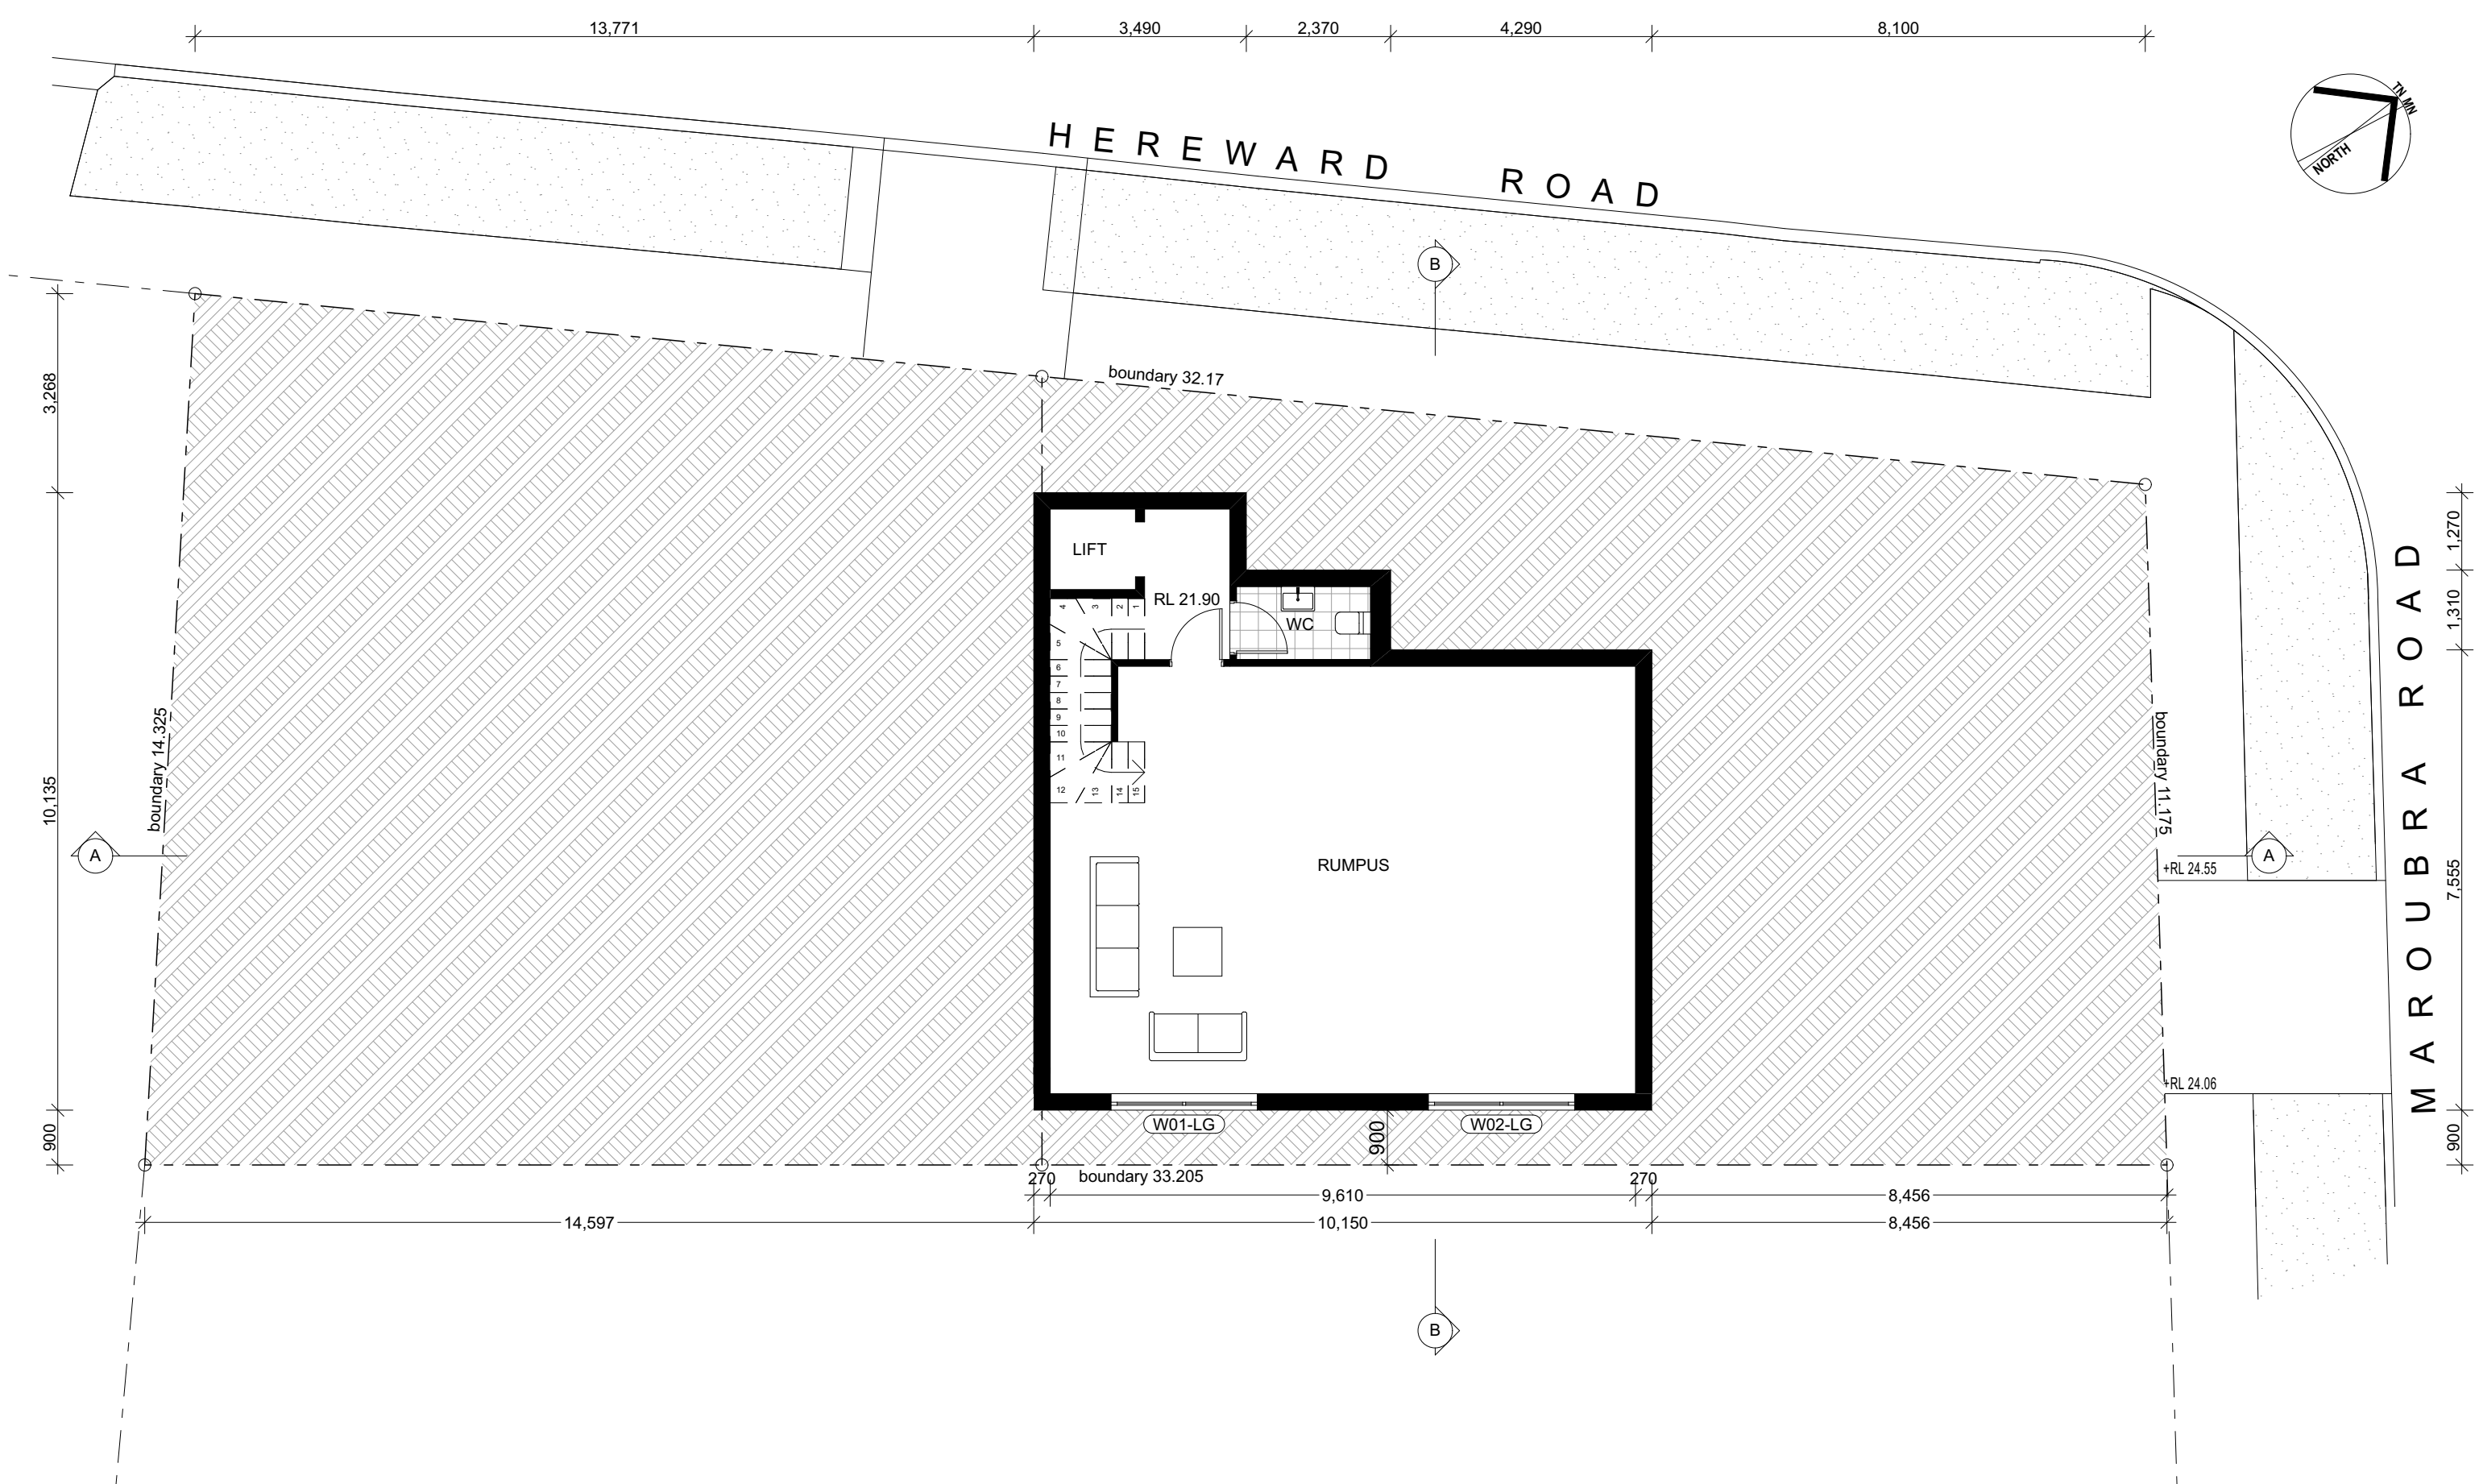 13,771
3,490
2,370
4,290
8,100
TN MN
NORTH
HEREWARD ROAD
B
boundary 32.17
3,268
10,135
900
boundary 14.325
A
LIFT
RL 21.90
WC
4
3
2
1
5
6
7
8
9
10
11
12
13
14
15
RUMPUS
boundary 11.175
A
+RL 24.55
+RL 24.06
MAROUBRA ROAD
1,270
1,310
7,555
900
W01-LG
900
W02-LG
270
boundary 33.205
270
9,610
8,456
14,597
10,150
8,456
B